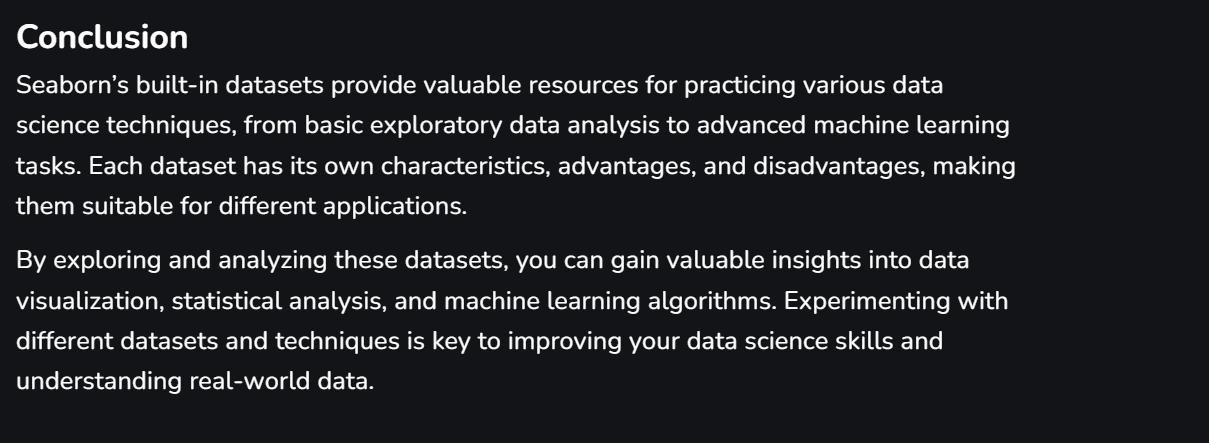 Conclusion
Seaborn’s built-in datasets provide valuable resources for practicing various data
science techniques, from basic exploratory data analysis to advanced machine learning
tasks. Each dataset has its own characteristics, advantages, and disadvantages, making
them suitable for different applications.
By exploring and analyzing these datasets, you can gain valuable insights into data
visualization, statistical analysis, and machine learning algorithms. Experimenting with
different datasets and techniques is key to improving your data science skills and
understanding real-world data.